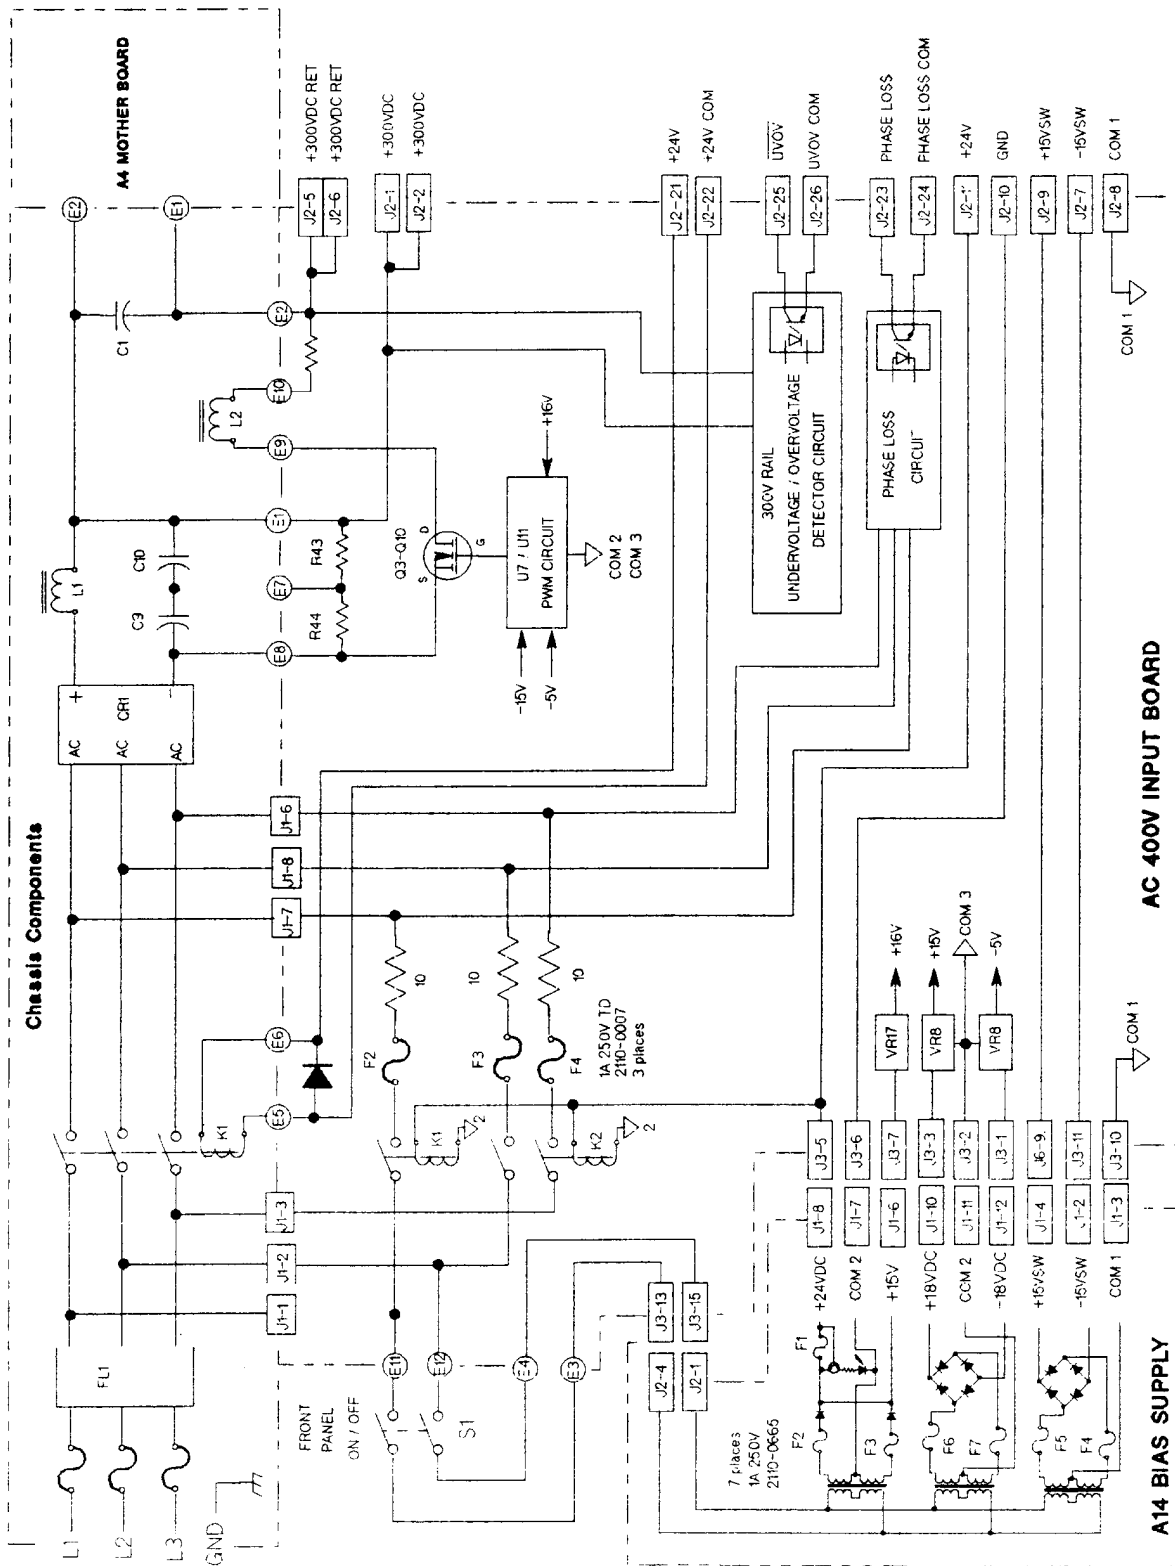 Chassis Components
A4 MOTHER BOARD
L1
L2
L3
GND
FL1
K1
AC
AC
AC
CR1
+
-
L1
C9
C10
C1
L2
E2
E1
J1-1
J1-2
J1-3
E5
E6
J1-7
J1-8
J1-6
E8
E7
E1
E9
E10
E2
R44
R43
J2-5
J2-6
J2-1
J2-2
+300VDC RET
+300VDC RET
+300VDC
+300VDC
FRONT
PANEL
ON / OFF
S1
E11
E12
E4
E3
F2
10
F3
10
F4
10
K1
2
K2
2
1A 250V TD
2110-0007
3 places
Q3-Q10
S
D
G
U7 / U11
PWM CIRCUIT
-15V
-5V
+16V
COM 2
COM 3
300V RAIL
UNDERVOLTAGE / OVERVOLTAGE
DETECTOR CIRCUIT
PHASE LOSS
CIRCUIT
J2-21
+24V
J2-22
+24V COM
J2-25
UVOV
J2-26
UVOV COM
J2-23
PHASE LOSS
J2-24
PHASE LOSS COM
+24V
J2-10
GND
J2-9
+15VSW
J2-7
-15VSW
J2-8
COM 1
COM 1
J3-13
J3-15
J2-4
J2-1
7 places
1A 250V
2110-0665
F1
F2
F3
F6
F7
F5
F4
+24VDC
J1-8
J3-5
COM 2
J1-7
J3-6
+15V
J1-6
J3-7
VR17
+16V
+18VDC
J1-10
J3-3
VR8
+15V
COM 2
J1-11
J3-2
COM 3
-18VDC
J1-12
J3-1
VR8
-5V
+15VSW
J1-4
J6-9
-15VSW
J1-2
J3-11
COM 1
J1-3
J3-10
COM 1
A14 BIAS SUPPLY
AC 400V INPUT BOARD